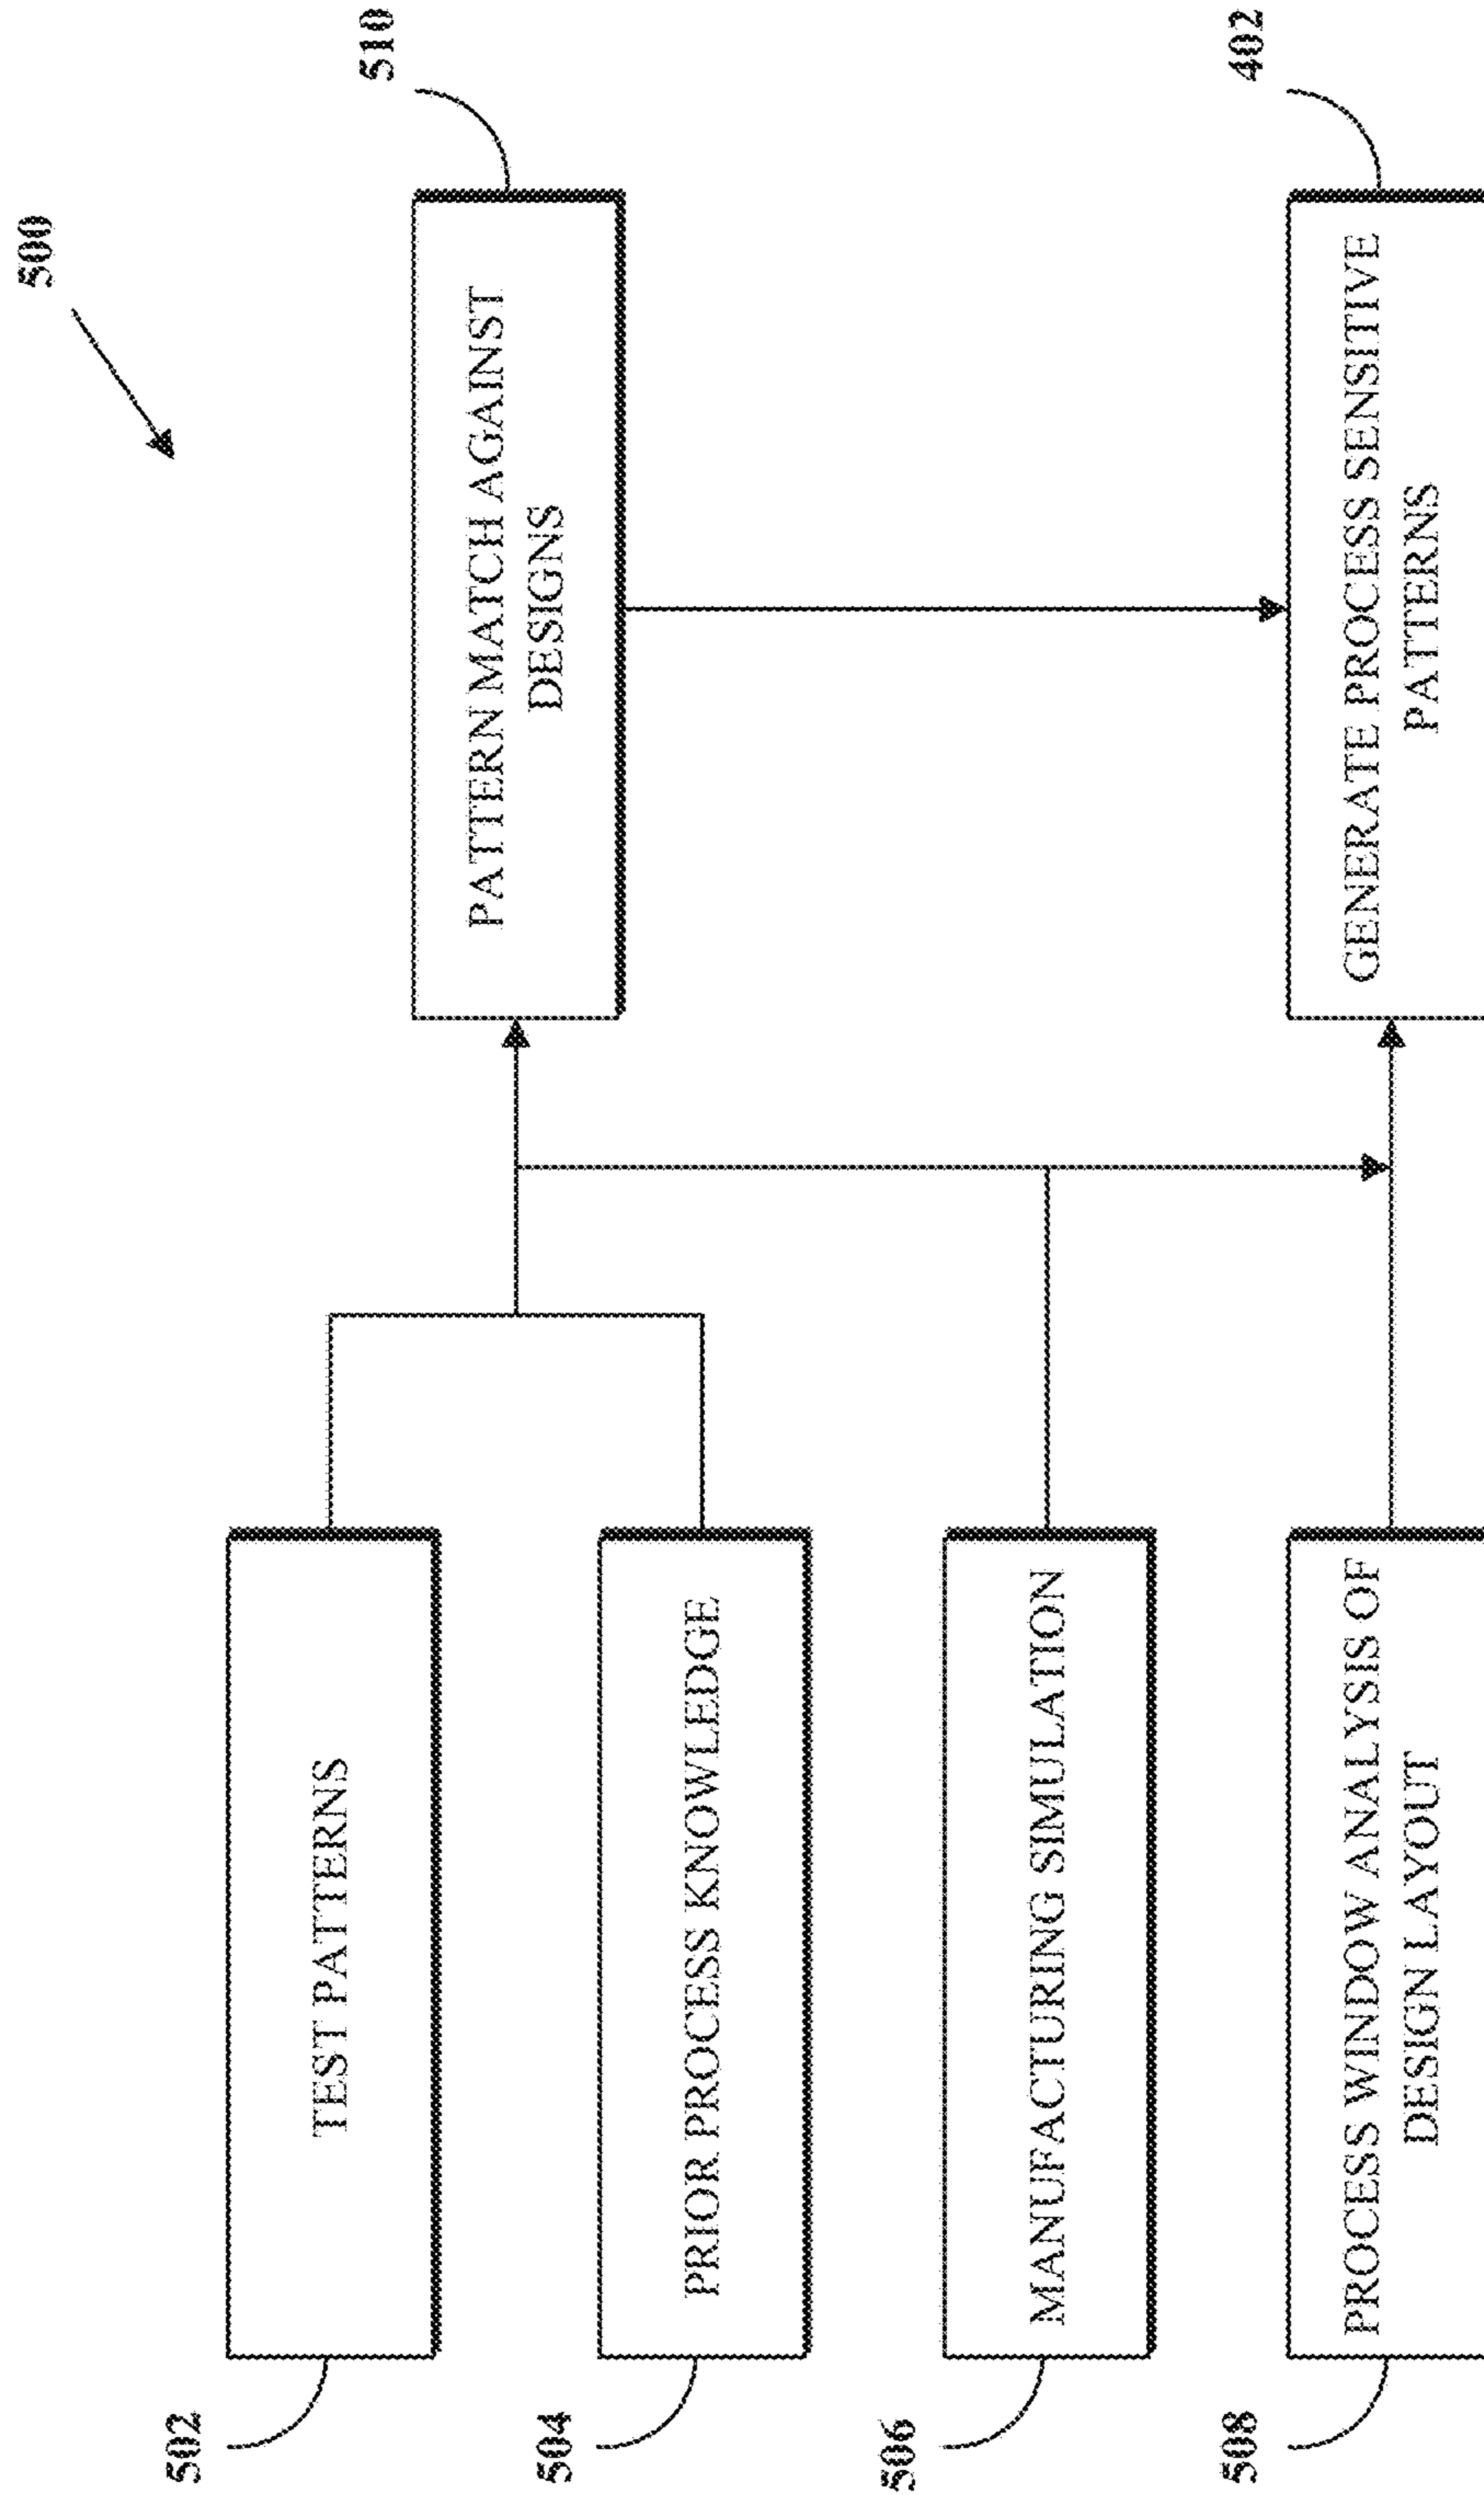 500
502
TEST PATTERNS
504
PRIOR PROCESS KNOWLEDGE
506
MANUFACTURING SIMULATION
508
PROCESS WINDOW ANALYSIS OF
DESIGN LAYOUT
510
PATTERN MATCH AGAINST
DESIGNS
402
GENERATE PROCESS SENSITIVE
PATTERNS